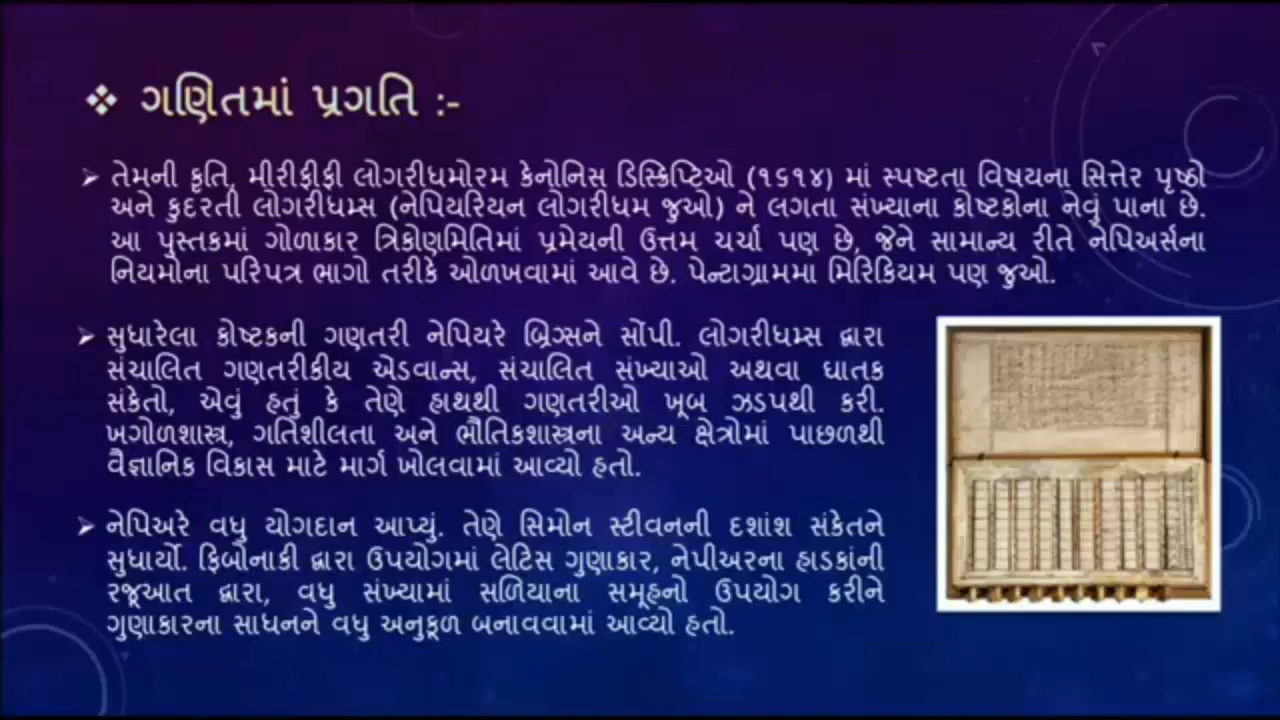 ❖ ગણિતમાં પ્રગતિ :-
➢ તેમની કૃતિ, મીરીફીફી લોગરીધમોરમ કેનોનિસ ડિસ્ક્રિપ્ટિઓ (૧૬૧૪) માં સ્પષ્ટતા વિષયના સિત્તેર પૃષ્ઠો
અને કુદરતી લોગરીધમ્સ (નેપિયરિયન લોગરીધમ જુઓ) ને લગતા સંખ્યાના કોષ્ટકોના નેવું પાના છે.
આ પુસ્તકમાં ગોળાકાર ત્રિકોણમિતિમાં પ્રમેયની ઉત્તમ ચર્ચા પણ છે, જેને સામાન્ય રીતે નેપિઅર્સના
નિયમોના પરિપત્ર ભાગો તરીકે ઓળખવામાં આવે છે. પેન્ટાગ્રામમા મિરિકિયમ પણ જુઓ.
➢ સુધારેલા કોષ્ટકની ગણતરી નેપિયરે બ્રિગ્સને સોંપી. લોગરીધમ્સ દ્વારા
સંચાલિત ગણતરીકીય એડવાન્સ, સંચાલિત સંખ્યાઓ અથવા ઘાતક
સંકેતો, એવું હતું કે તેણે હાથથી ગણતરીઓ ખૂબ ઝડપથી કરી.
ખગોળશાસ્ત્ર, ગતિશીલતા અને ભૌતિકશાસ્ત્રના અન્ય ક્ષેત્રોમાં પાછળથી
વૈજ્ઞાનિક વિકાસ માટે માર્ગ ખોલવામાં આવ્યો હતો.
➢ નેપિઅરે વધુ યોગદાન આપ્યું. તેણે સિમોન સ્ટીવનની દશાંશ સંકેતને
સુધાર્યો. ફિબોનાકી દ્વારા ઉપયોગમાં લેટિસ ગુણાકાર, નેપીઅરના હાડકાંની
રજૂઆત દ્વારા, વધુ સંખ્યામાં સળિયાના સમૂહનો ઉપયોગ કરીને
ગુણાકારના સાધનને વધુ અનુકૂળ બનાવવામાં આવ્યો હતો.